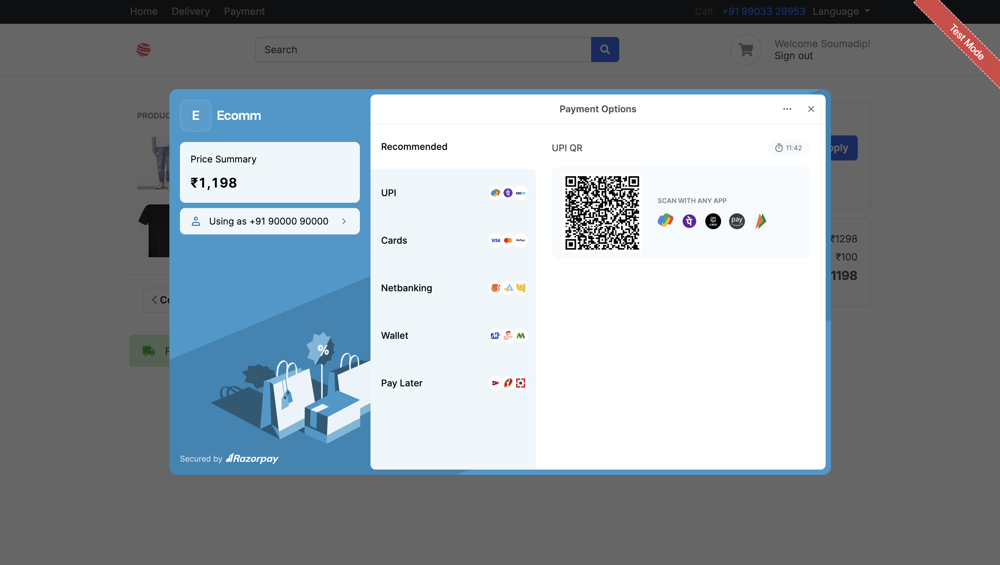 Home Delivery Payment
Call: +91 99033 29953 Language
Test Mode
Search
Welcome Soumadip!
Sign out
E Ecomm
Price Summary
₹1,198
Using as +91 90000 90000
Secured by Razorpay
Payment Options
Recommended
UPI
paytm
Cards
VISA
RuPay
Netbanking
Wallet
Pay Later
UPI QR
11:42
SCAN WITH ANY APP
CRED
pay
₹1298
₹100
1198